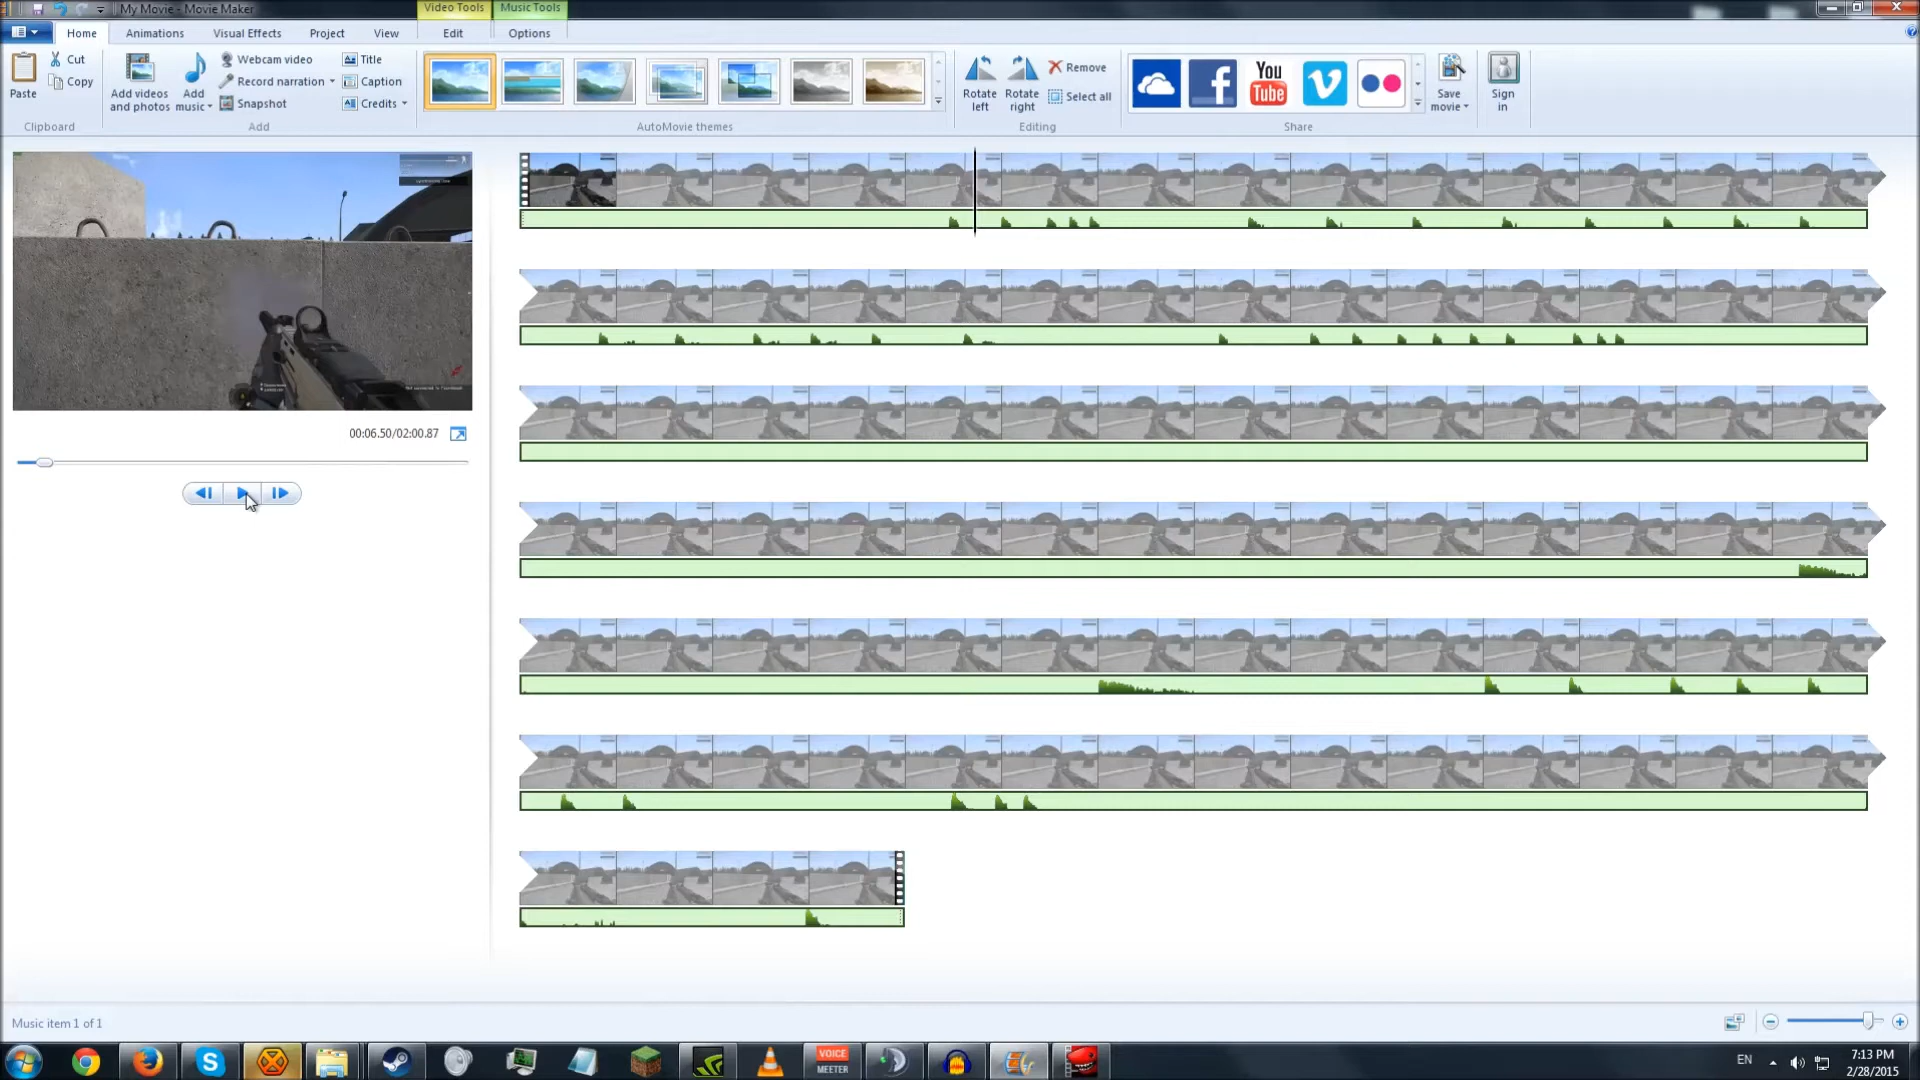 My Movie - Movie Maker
Video Tools
Music Tools
Home
Animations
Visual Effects
Project
View
Edit
Options
Paste
Cut
Copy
Clipboard
Add videos
and photos
Add
music
Webcam video
Record narration
Snapshot
Title
Caption
Credits
Add
AutoMovie themes
Rotate
left
Rotate
right
Remove
Select all
Editing
You
Tube
Share
Save
movie
Sign
in
00:06.50/02:00.87
Music item 1 of 1
VOICE
MEETER
EN
7:13 PM
2/28/2015